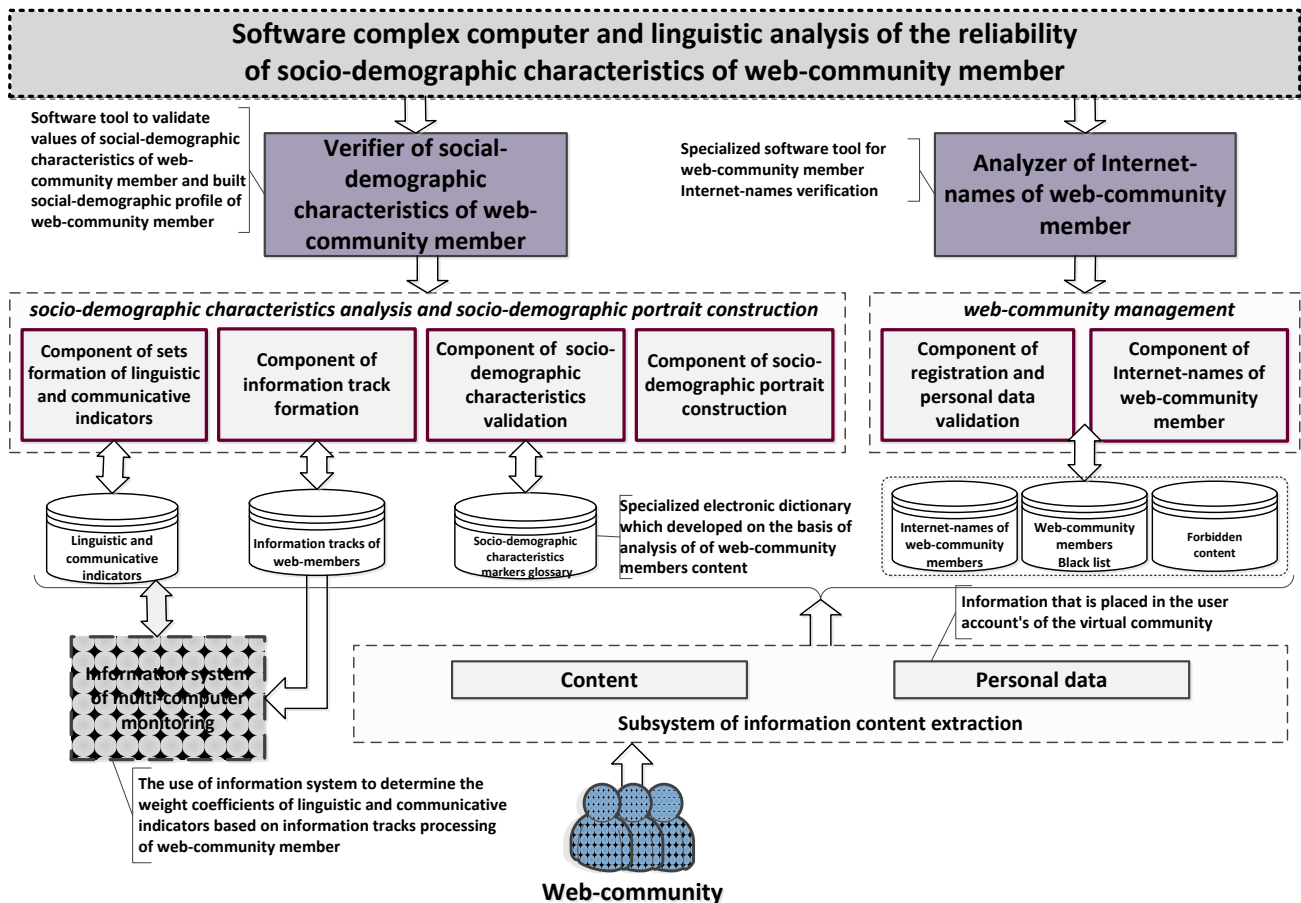 Software complex computer and linguistic analysis of the reliability
of socio-demographic characteristics of web-community member
Software tool to validate
values of social-demographic
characteristics of web-
community member and built
social-demographic profile of
web-community member
Verifier of social-
demographic
characteristics of web-
community member
Specialized software tool for
web-community member
Internet-names verification
Analyzer of Internet-
names of web-community
member
socio-demographic characteristics analysis and socio-demographic portrait construction
Component of sets
formation of linguistic
and communicative
indicators
Component of
information track
formation
Component of socio-
demographic
characteristics
validation
Component of socio-
demographic portrait
construction
web-community management
Component of
registration and
personal data
validation
Component of
Internet-names of
web-community
member
Linguistic and
communicative
indicators
Information tracks of
web-members
Socio-demographic
characteristics
markers glossary
Specialized electronic dictionary
which developed on the basis of
analysis of of web-community
members content
Internet-names of
web-community
members
Web-community
members
Black list
Forbidden
content
Information that is placed in the user
account's of the virtual community
Information system
of multi-computer
monitoring
Content
Personal data
Subsystem of information content extraction
The use of information system to determine the
weight coefficients of linguistic and communicative
indicators based on information tracks processing
of web-community member
Web-community